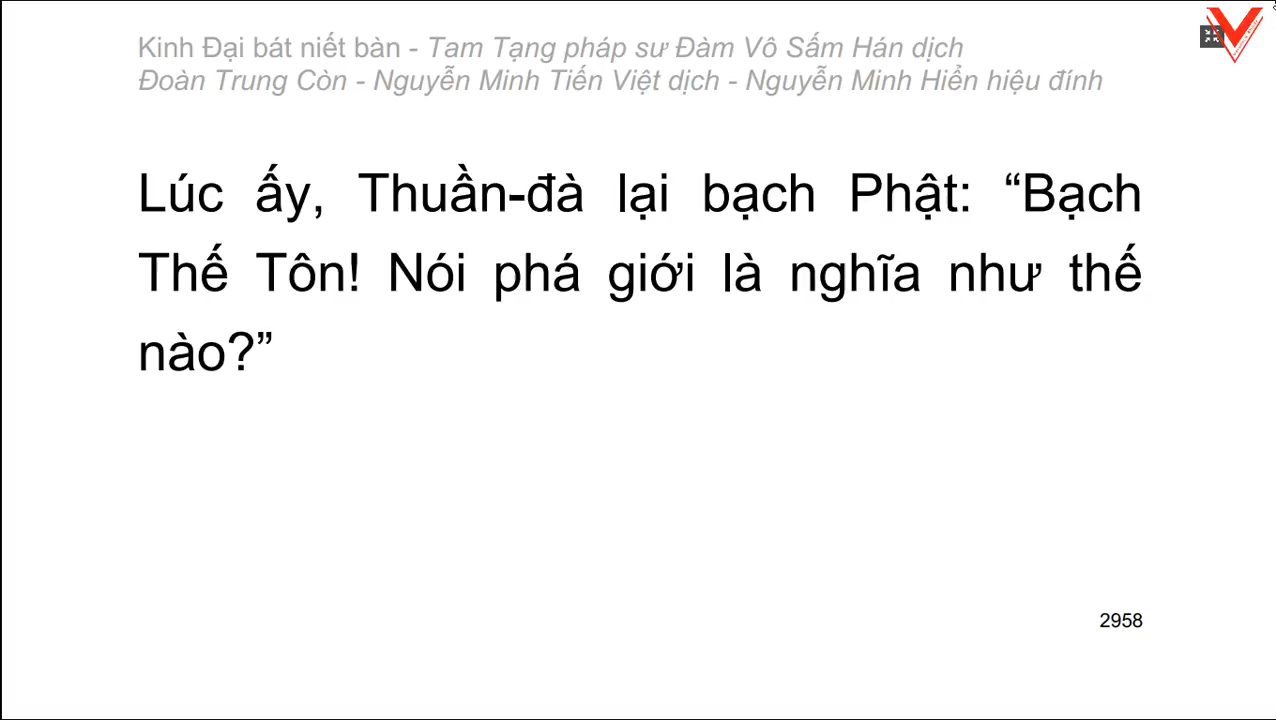 Kinh Đại bát niết bàn - Tam Tạng pháp sư Đàm Vô Sấm Hán dịch
Đoàn Trung Còn - Nguyễn Minh Tiến Việt dịch - Nguyễn Minh Hiển hiệu đính
Lúc ấy, Thuần-đà lại bạch Phật: “Bạch
Thế Tôn! Nói phá giới là nghĩa như thế
nào?”
2958